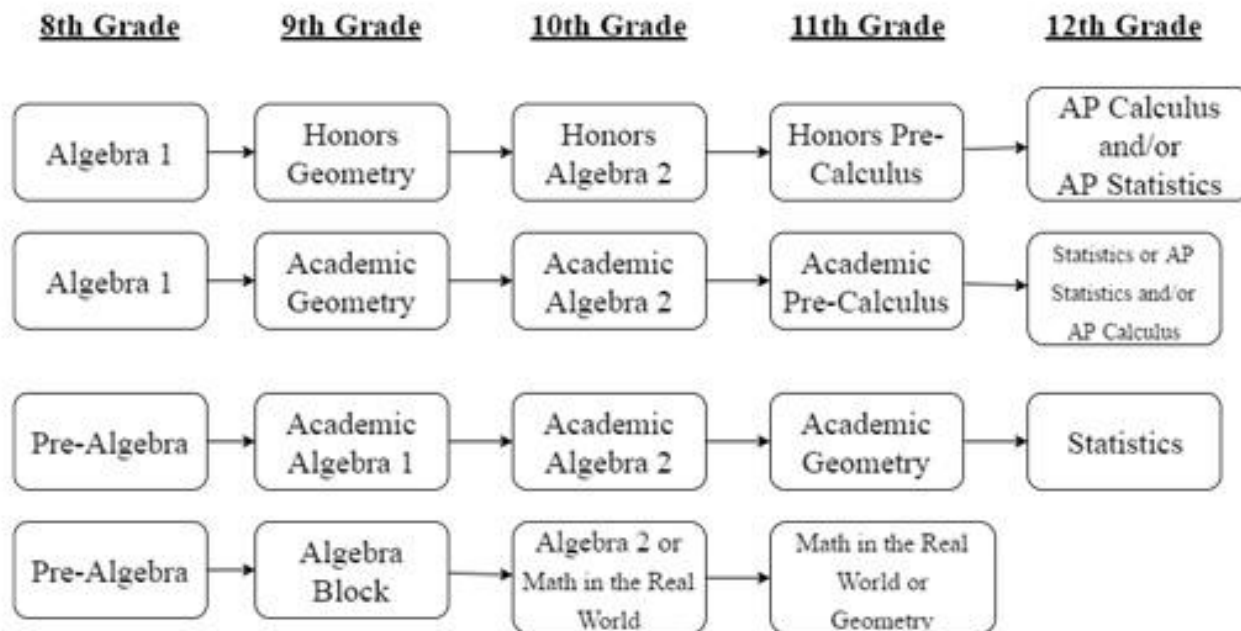 8th Grade 9th Grade 10th Grade 11th Grade 12th Grade
Algebra 1
Honors
Geometry
Honors
Algebra 2
Honors Pre-
Calculus
AP Calculus
and/or
AP Statistics
Algebra 1
Academic
Geometry
Academic
Algebra 2
Academic
Pre-Calculus
Statistics or AP
Statistics and/or
AP Calculus
Pre-Algebra
Academic
Algebra 1
Academic
Algebra 2
Academic
Geometry
Statistics
Pre-Algebra
Algebra
Block
Algebra 2 or
Math in the Real
World
Math in the Real
World or
Geometry